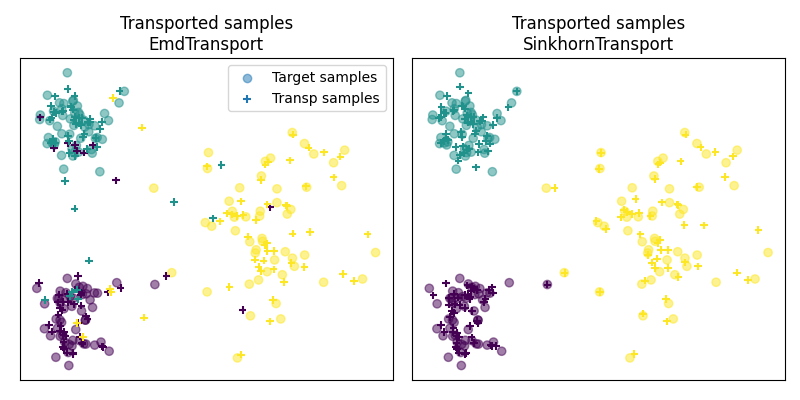 Transported samples
EmdTransport
Target samples
Transp samples
Transported samples
SinkhornTransport